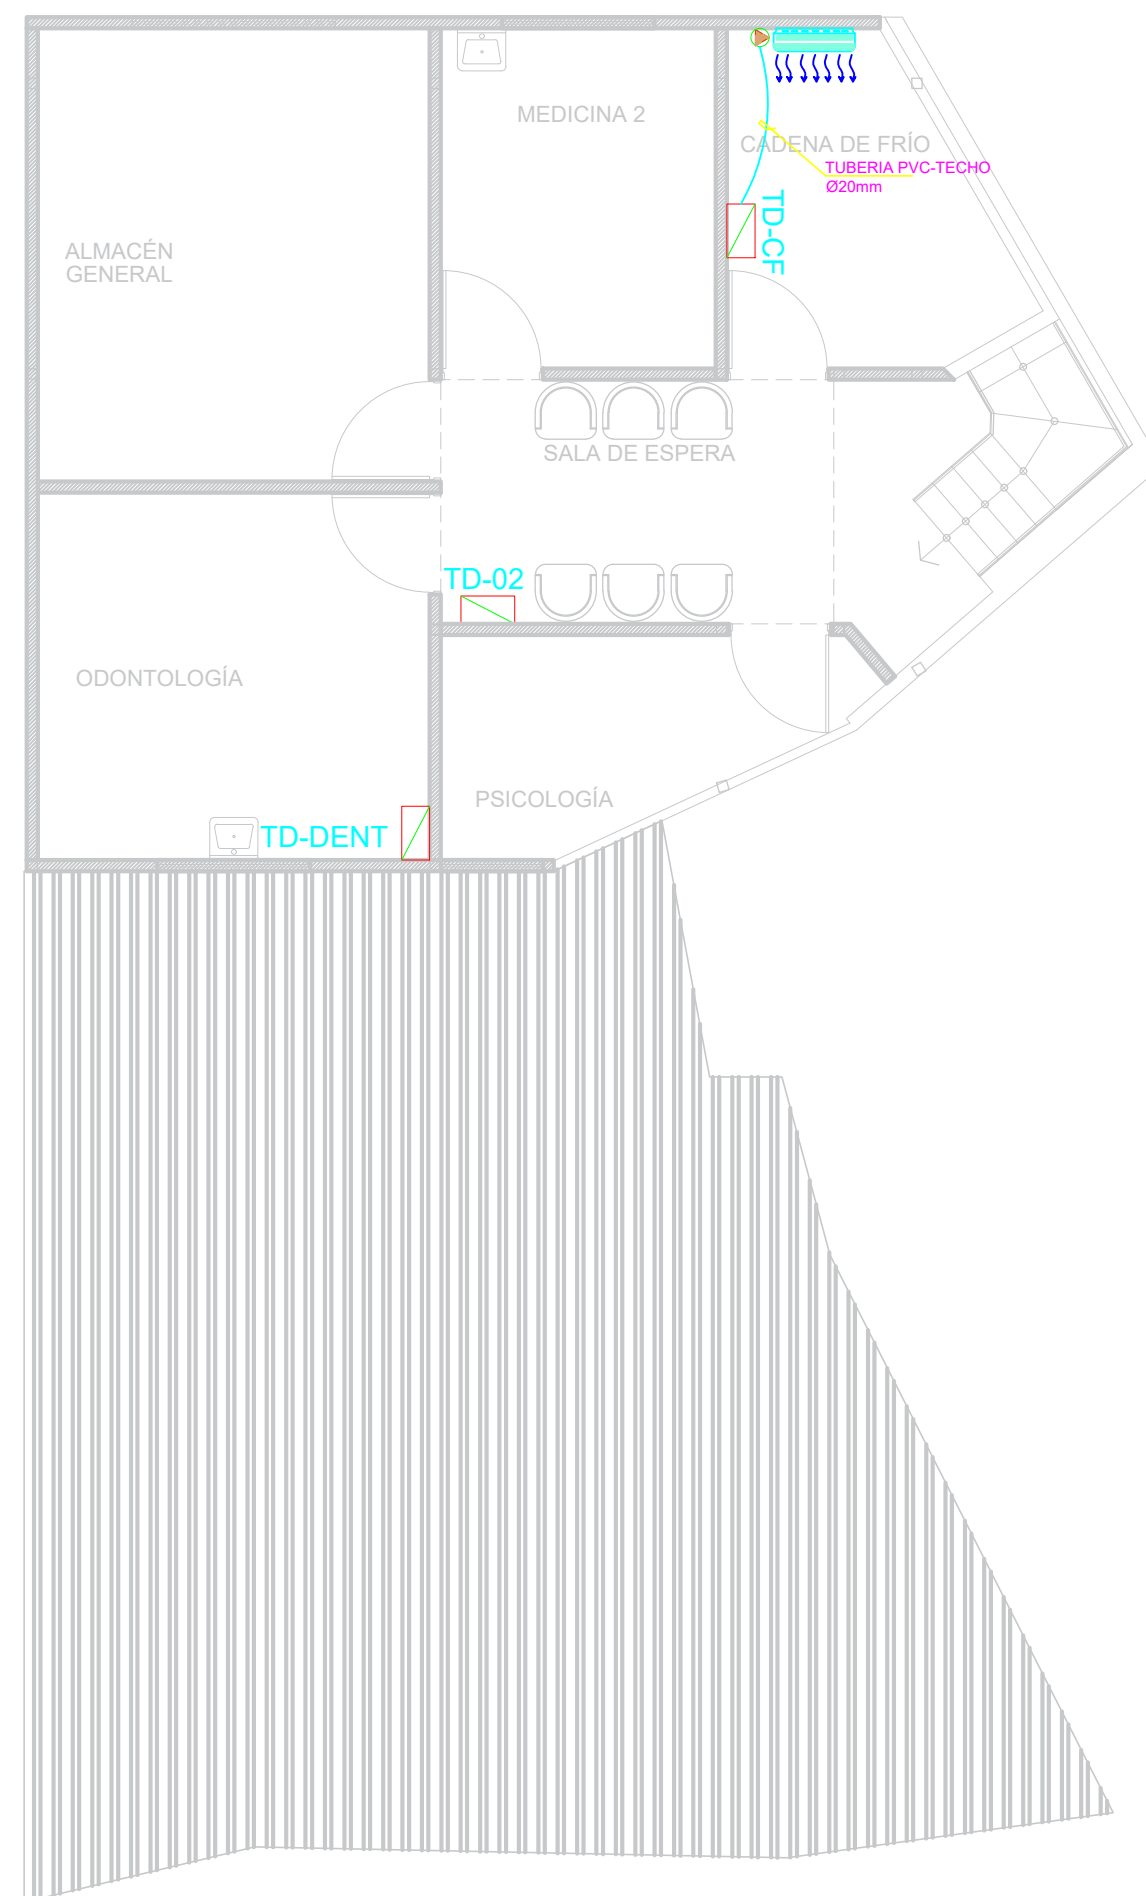 MEDICINA 2
CADENA DE FRÍO
TUBERIA PVC-TECHO
Ø20mm
TD-CF
ALMACÉN
GENERAL
SALA DE ESPERA
TD-02
ODONTOLOGÍA
PSICOLOGÍA
TD-DENT